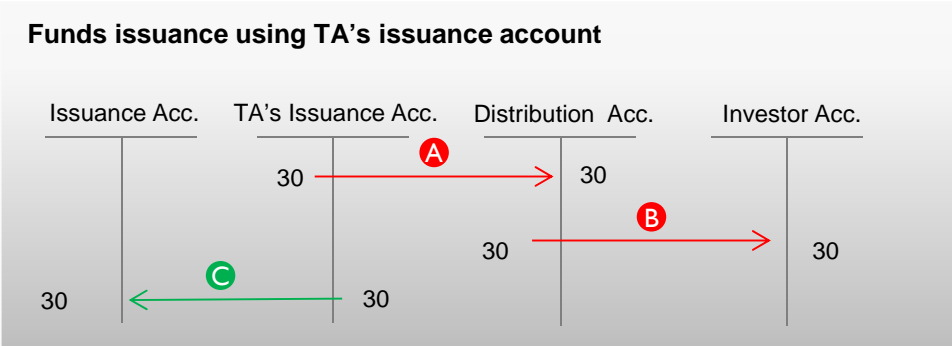 Funds issuance using TA’s issuance account
Issuance Acc. TA’s Issuance Acc. Distribution Acc. Investor Acc.
A
30 30
B
30 30
C
30 30